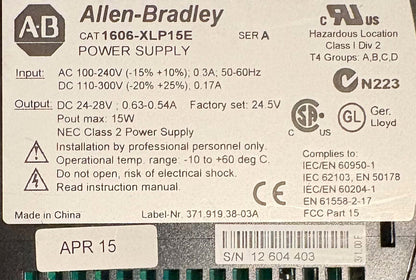 AB
Allen-Bradley
CAT 1606-XLP15E SER A
POWER SUPPLY
Input: AC 100-240V (-15% +10%); 0.3A; 50-60Hz
DC 110-300V (-20% +25%); 0.17A
Output: DC 24-28V ; 0.63-0.54A Factory set: 24.5V
Pout max: 15W
NEC Class 2 Power Supply
Installation by professional personnel only.
Operational temp. range: -10 to +60 deg C.
Do not open, risk of electrical shock.
Read instruction manual.
Made in China Label-Nr. 371.919.38-03A
c UL US
Hazardous Location
Class I Div 2
T4 Groups: A,B,C,D
N223
SA
GL Ger.
Lloyd
CE
Complies to:
IEC/EN 60950-1
IEC 62103, EN 50178
IEC/EN 60204-1
EN 61558-2-17
FCC Part 15
APR 15
S/N 12 604 403